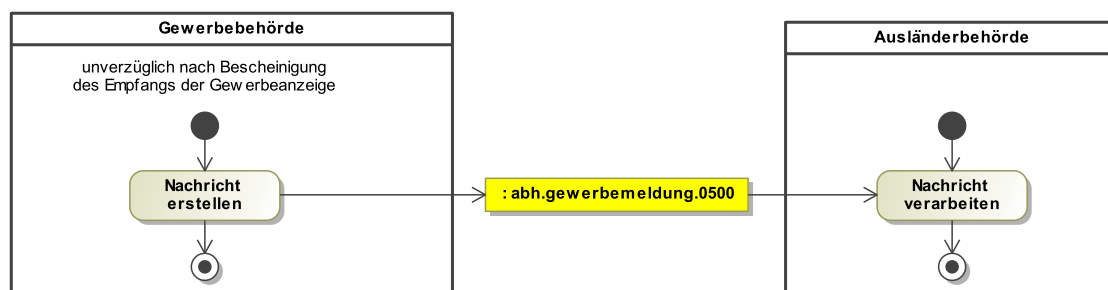 Gewerbebehörde
unverzüglich nach Bescheinigung
des Empfangs der Gewerbeanzeige
Nachricht
erstellen
: abh.gewerbemeldung.0500
Ausländerbehörde
Nachricht
verarbeiten